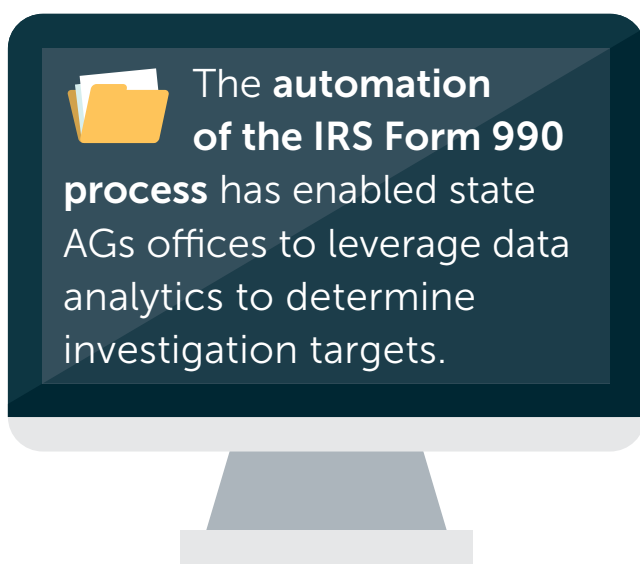 The automation
of the IRS Form 990
process has enabled state
AGs offices to leverage data
analytics to determine
investigation targets.